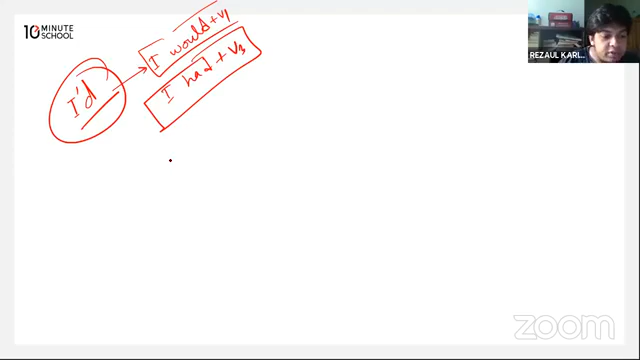 10 MINUTE
SCHOOL
I would + V1
I had + V3
I'd
REZAUL KARI...
zoom